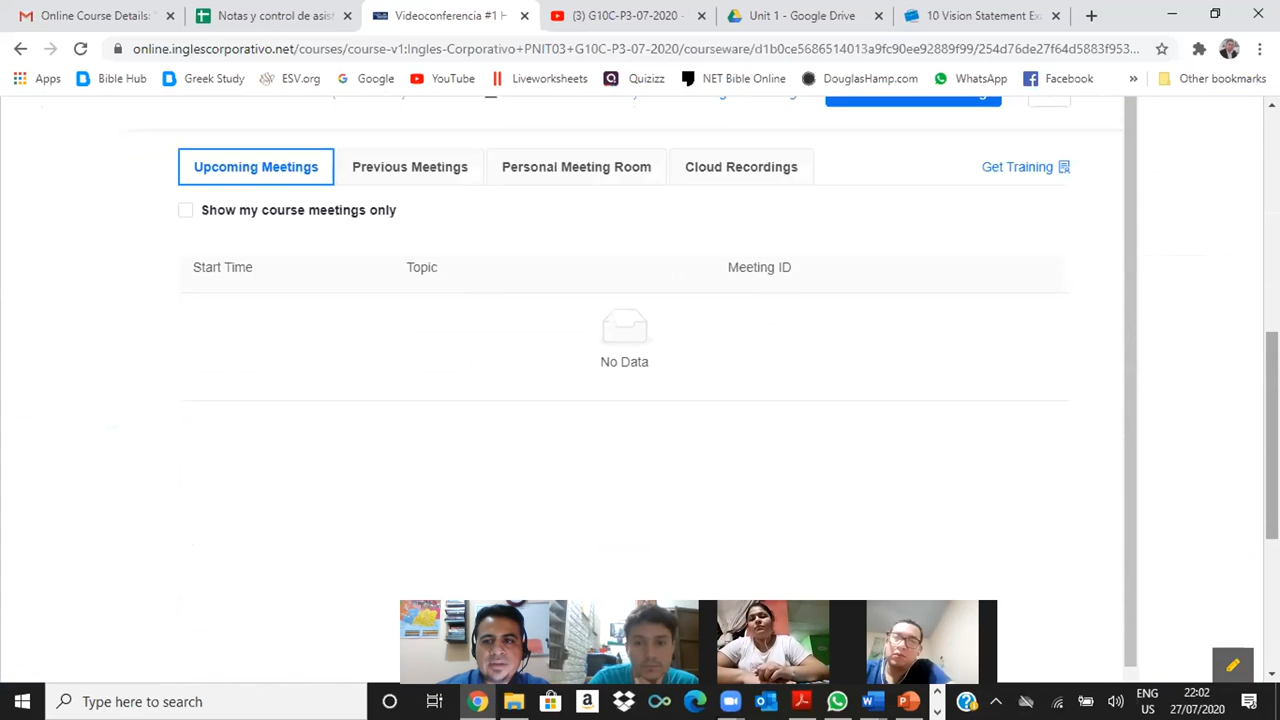 Online Course Details:
Notas y control de asis
Videoconferencia #1 H
(3) G10C-P3-07-2020 -
Unit 1 - Google Drive
10 Vision Statement Ex
online.inglescorporativo.net/courses/course-v1:Ingles-Corporativo+PNIT03+G10C-P3-07-2020/courseware/d1b0ce5686514013a9fc90ee92889f99/254d76de27f64d5883f953...
Apps
Bible Hub
Greek Study
ESV.org
Google
YouTube
Liveworksheets
Quizizz
NET Bible Online
DouglasHamp.com
WhatsApp
Facebook
»
Other bookmarks
Upcoming Meetings
Previous Meetings
Personal Meeting Room
Cloud Recordings
Get Training
Show my course meetings only
Start Time
Topic
Meeting ID
No Data
Type here to search
ENG
US
22:02
27/07/2020